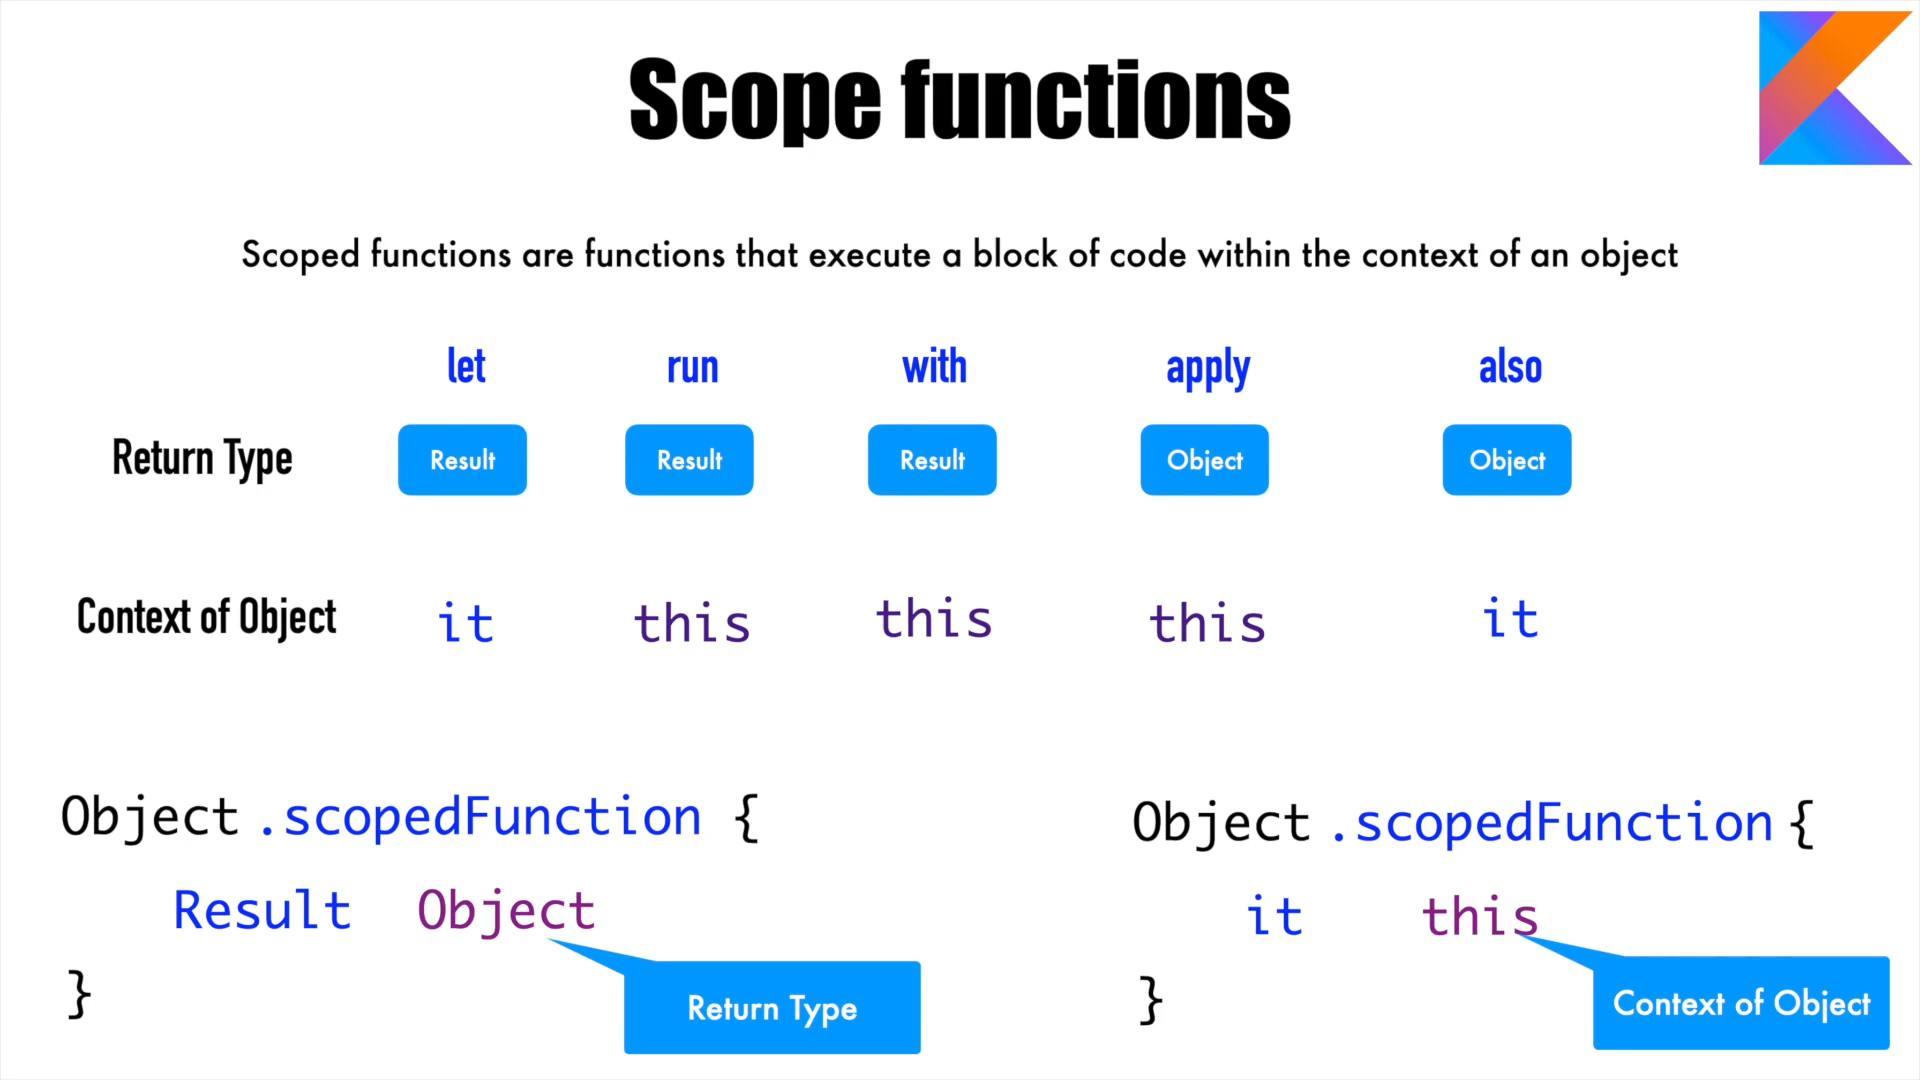 Scope functions
Scoped functions are functions that execute a block of code within the context of an object
let run with apply also
Return Type Result Result Result Object Object
Context of Object it this this this it
Object .scopedFunction {
Result Object
}
Return Type
Object .scopedFunction {
it this
}
Context of Object